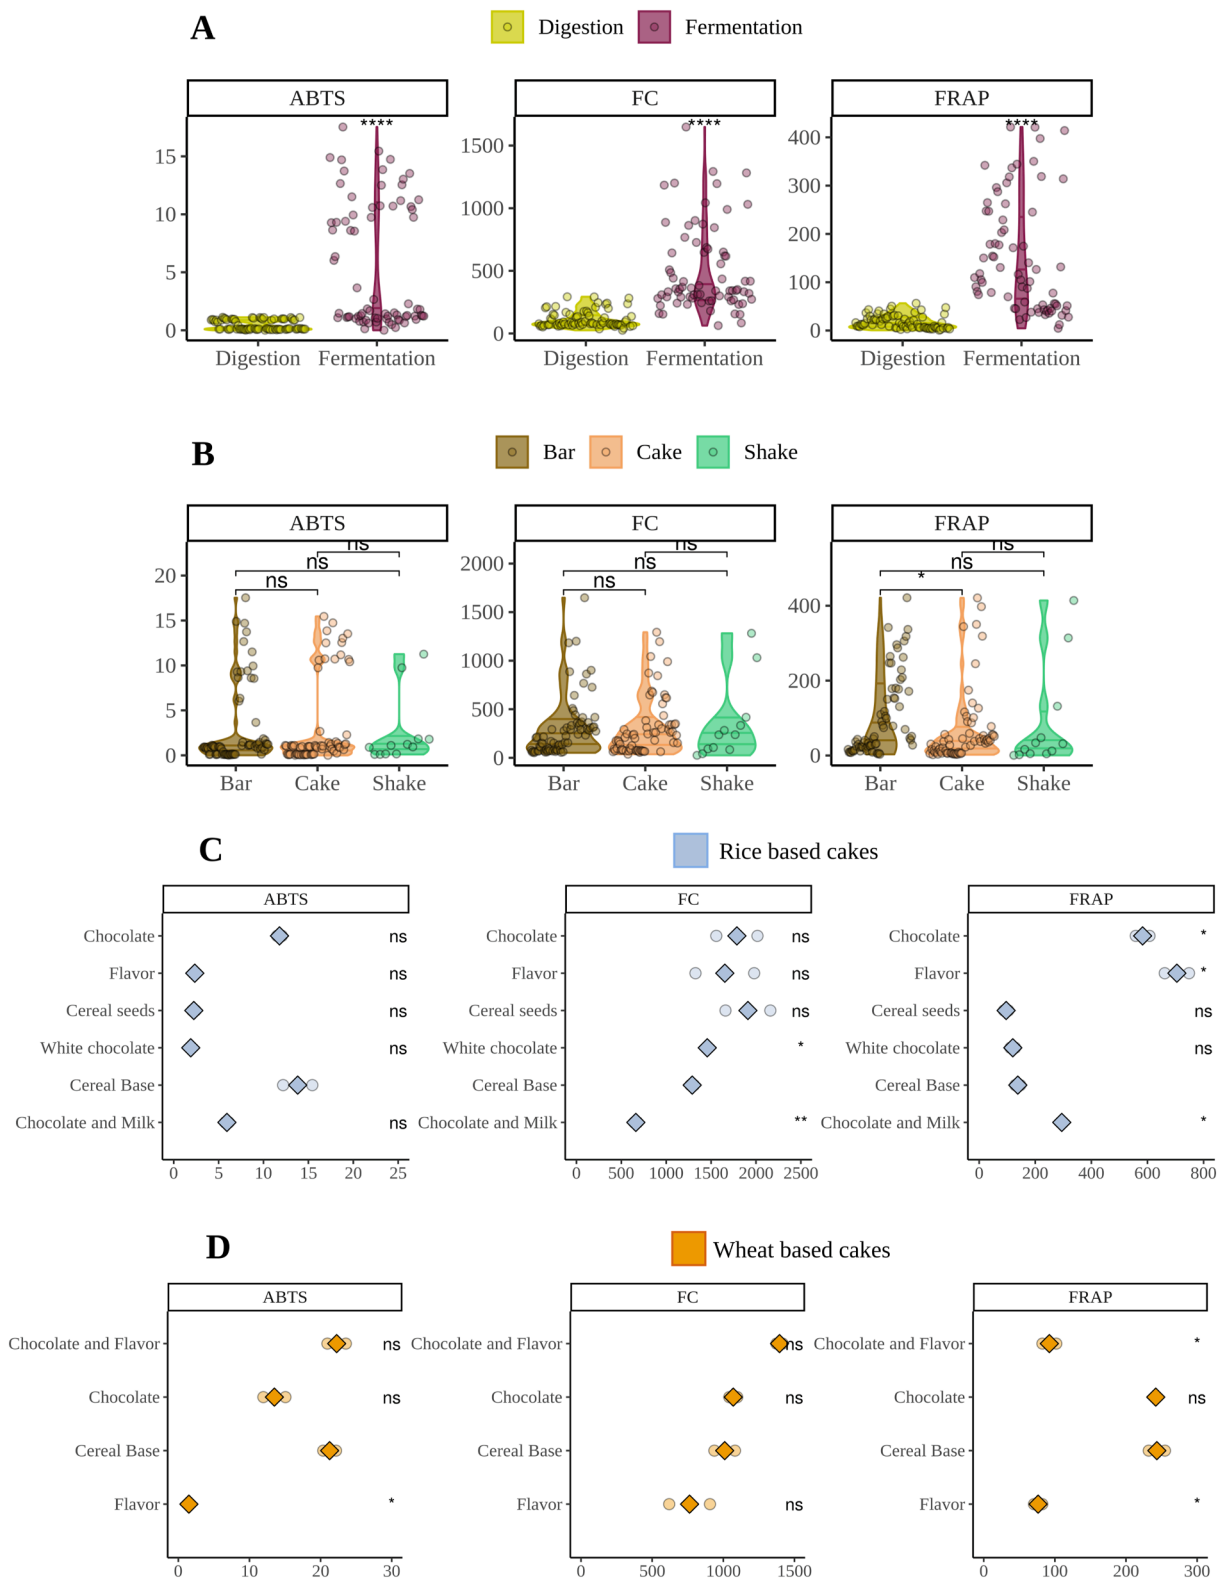 A
Digestion Fermentation
ABTS FC FRAP
**** **** ****
15 10 5 0
1500 1000 500 0
400 300 200 100 0
Digestion Fermentation Digestion Fermentation Digestion Fermentation
B
Bar Cake Shake
ABTS FC FRAP
ns ns ns
ns ns ns
ns ns *
20 15 10 5 0
2000 1500 1000 500 0
400 200 0
Bar Cake Shake Bar Cake Shake Bar Cake Shake
C
Rice based cakes
ABTS FC FRAP
Chocolate ns Chocolate ns Chocolate *
Flavor ns Flavor ns Flavor *
Cereal seeds ns Cereal seeds ns Cereal seeds ns
White chocolate ns White chocolate * White chocolate ns
Cereal Base Cereal Base Cereal Base
Chocolate and Milk ns Chocolate and Milk ** Chocolate and Milk *
0 5 10 15 20 25 0 500 1000 1500 2000 2500 0 200 400 600 800
D
Wheat based cakes
ABTS FC FRAP
Chocolate and Flavor ns Chocolate and Flavor ns Chocolate and Flavor *
Chocolate ns Chocolate ns Chocolate ns
Cereal Base Cereal Base Cereal Base
Flavor * Flavor ns Flavor *
0 10 20 30 0 500 1000 1500 0 100 200 300